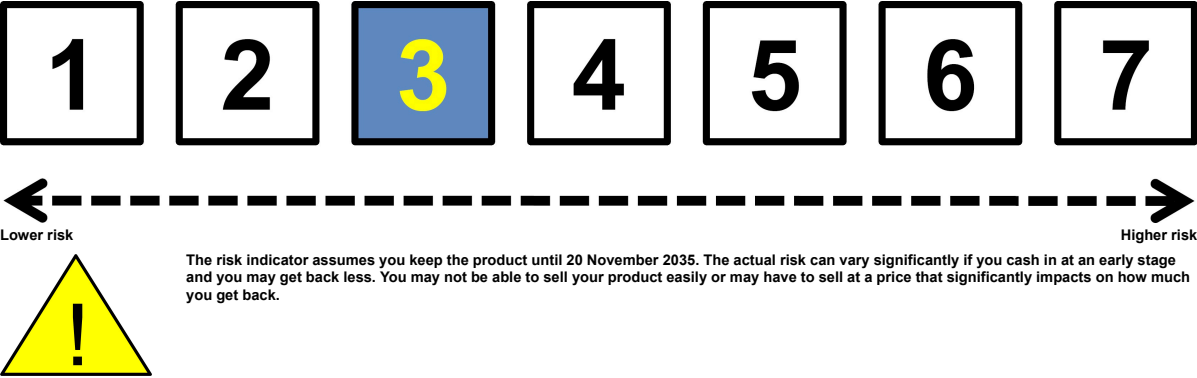 1 2 3 4 5 6 7
Lower risk Higher risk
The risk indicator assumes you keep the product until 20 November 2035. The actual risk can vary significantly if you cash in at an early stage
and you may get back less. You may not be able to sell your product easily or may have to sell at a price that significantly impacts on how much
you get back.
!